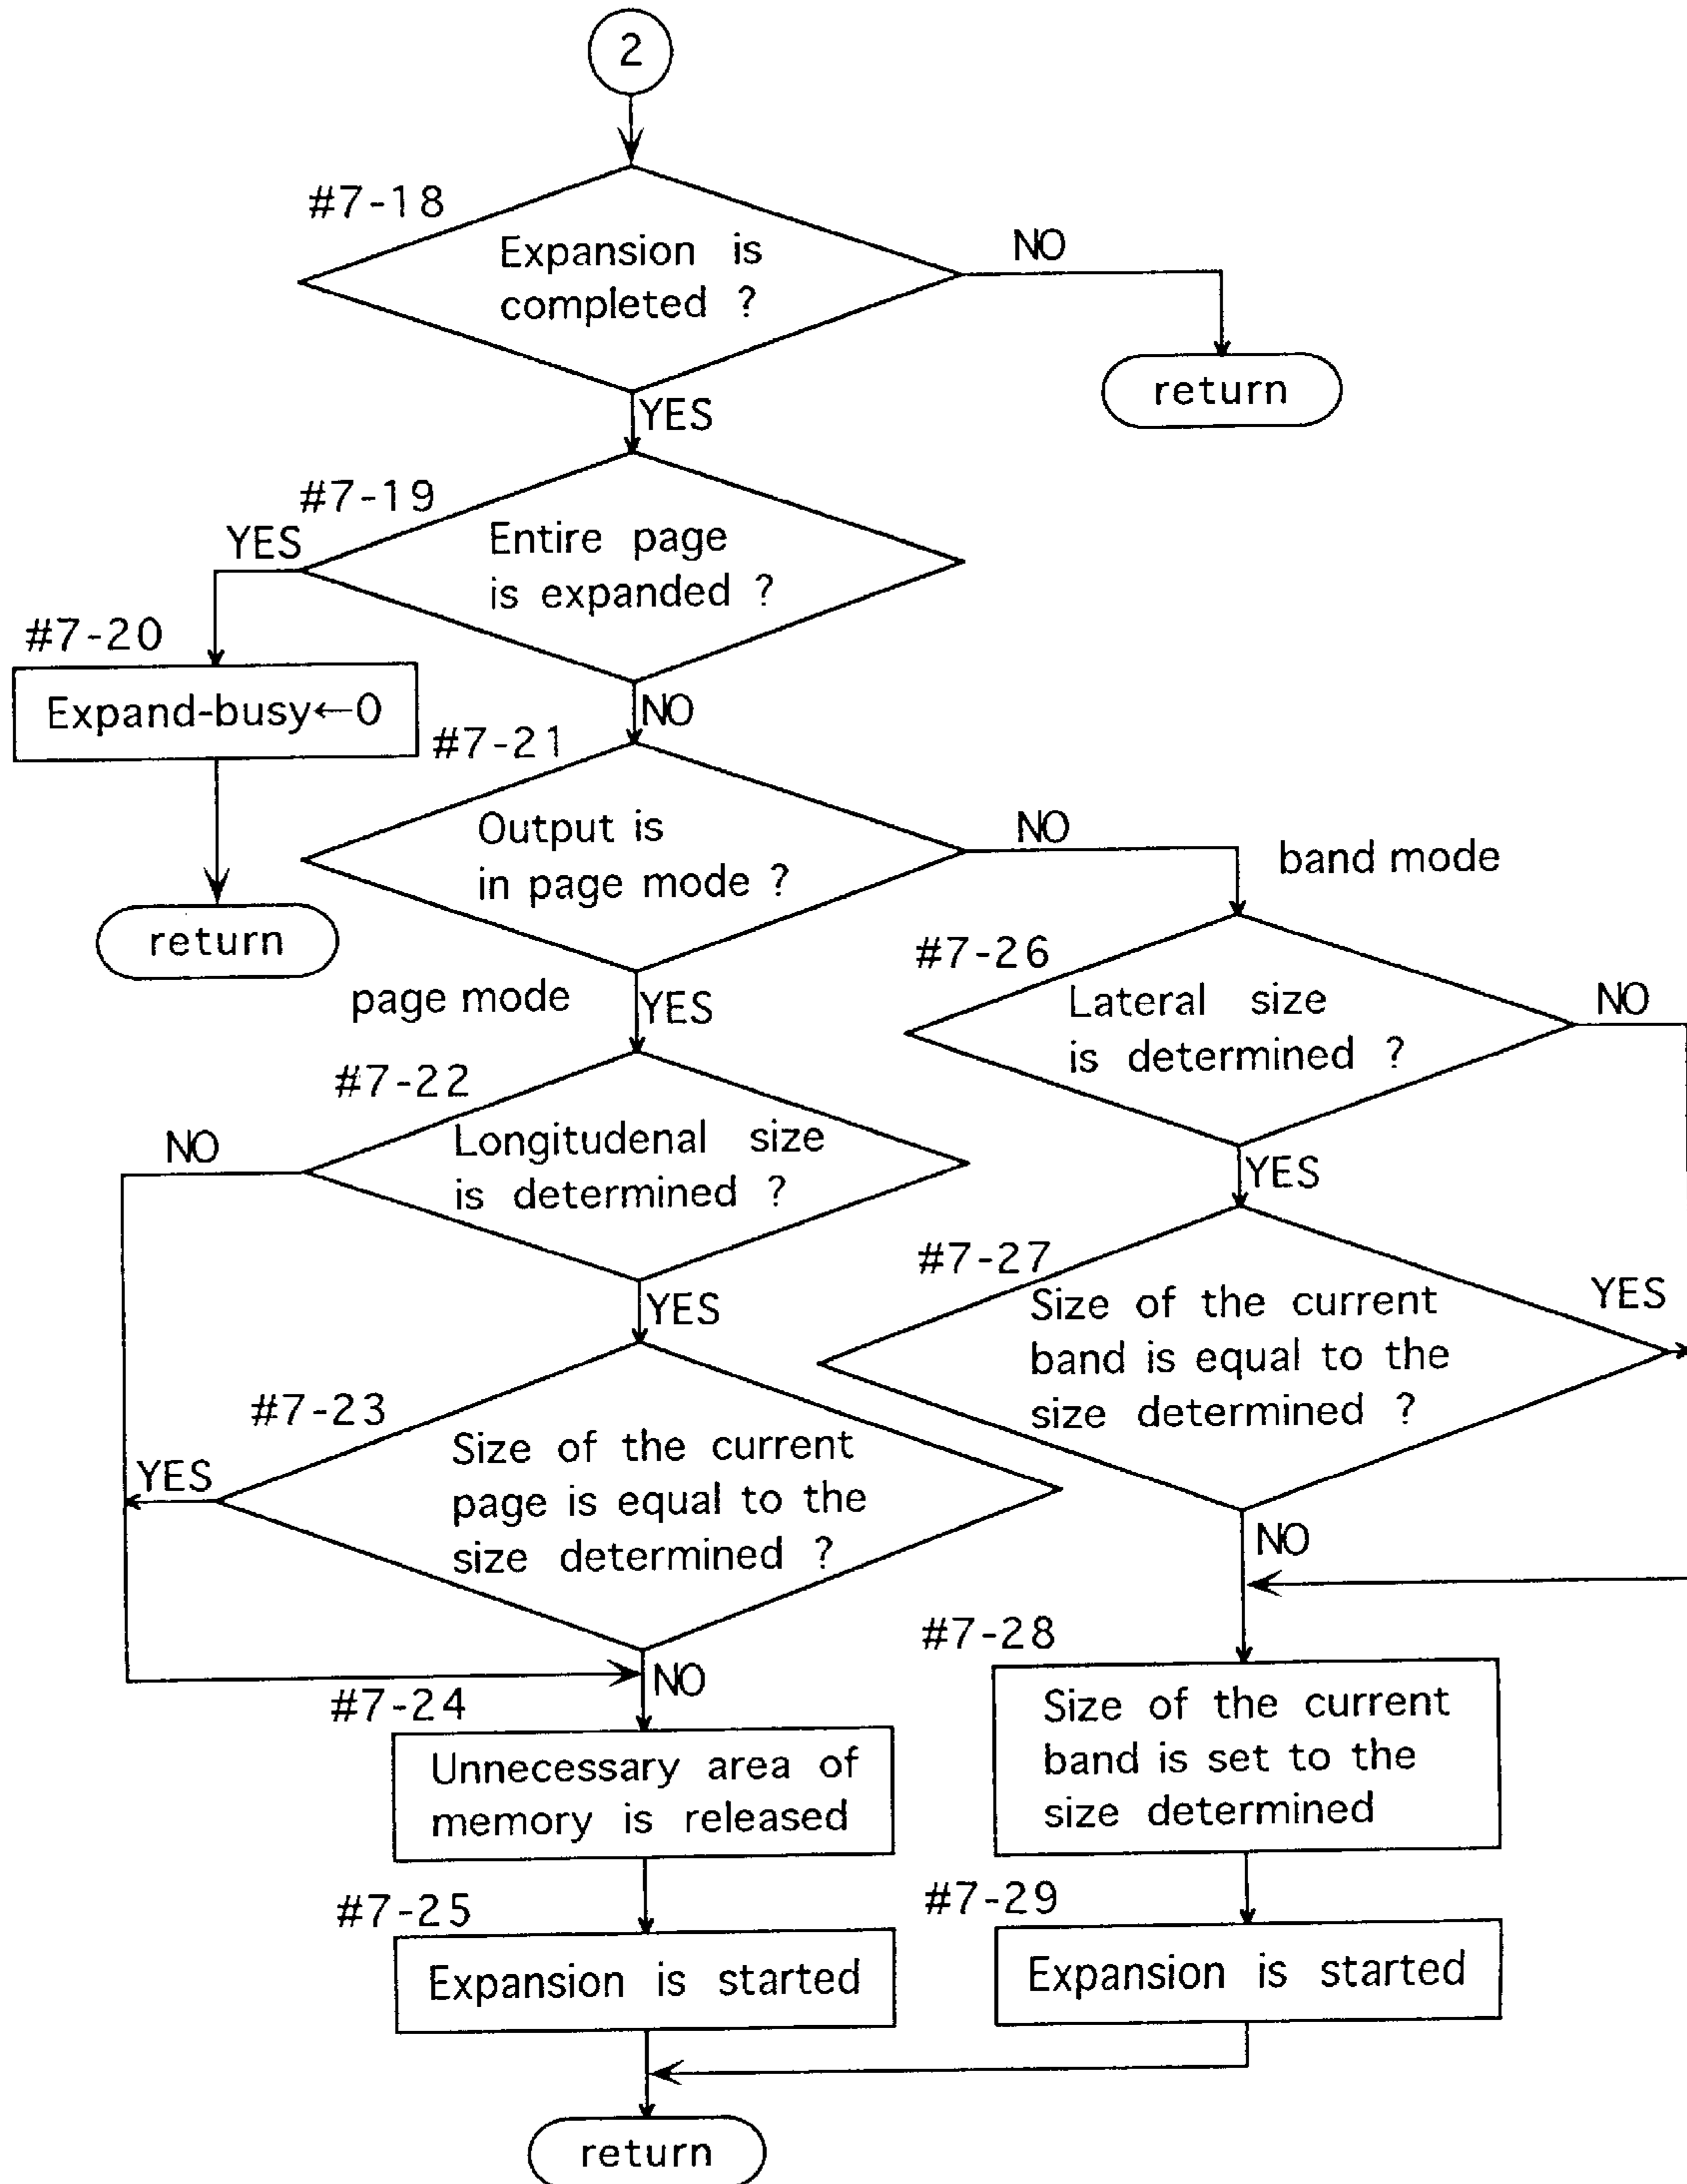 2
#7-18
Expansion is
completed ?
NO
return
YES
#7-19
Entire page
is expanded ?
YES
#7-20
Expand-busy←0
return
NO
#7-21
Output is
in page mode ?
NO
band mode
page mode
YES
#7-22
Longitudenal size
is determined ?
NO
YES
#7-23
Size of the current
page is equal to the
size determined ?
YES
NO
#7-24
Unnecessary area of
memory is released
#7-25
Expansion is started
#7-26
Lateral size
is determined ?
NO
YES
#7-27
Size of the current
band is equal to the
size determined ?
YES
NO
#7-28
Size of the current
band is set to the
size determined
#7-29
Expansion is started
return